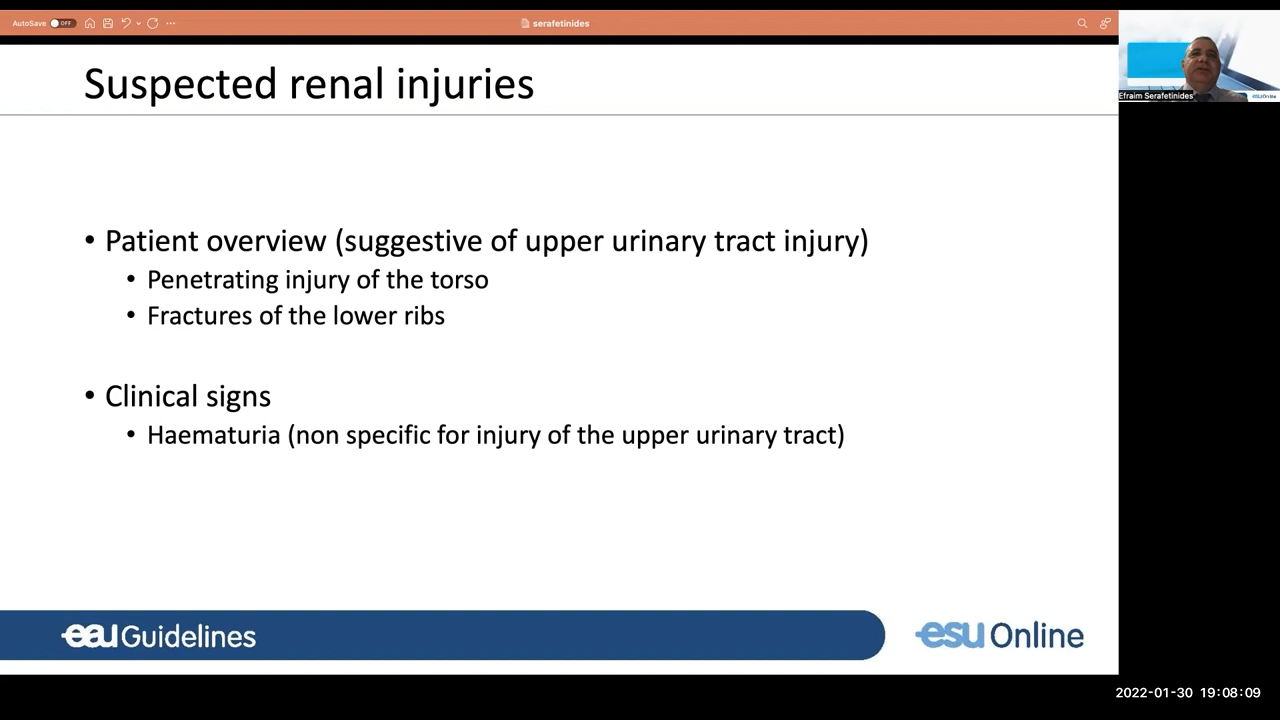 AutoSave OFF
serafetinides
Suspected renal injuries
Efraim Serafetinides
esuOnline
• Patient overview (suggestive of upper urinary tract injury)
• Penetrating injury of the torso
• Fractures of the lower ribs
• Clinical signs
• Haematuria (non specific for injury of the upper urinary tract)
eau Guidelines
esu Online
2022-01-30 19:08:09